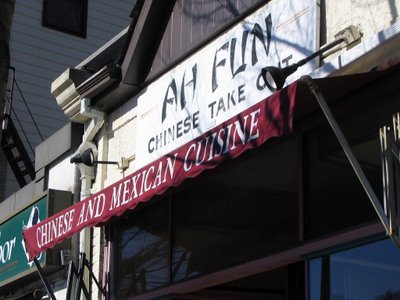 AH FUN
CHINESE TAKE OUT
CHINESE AND MEXICAN CUISINE